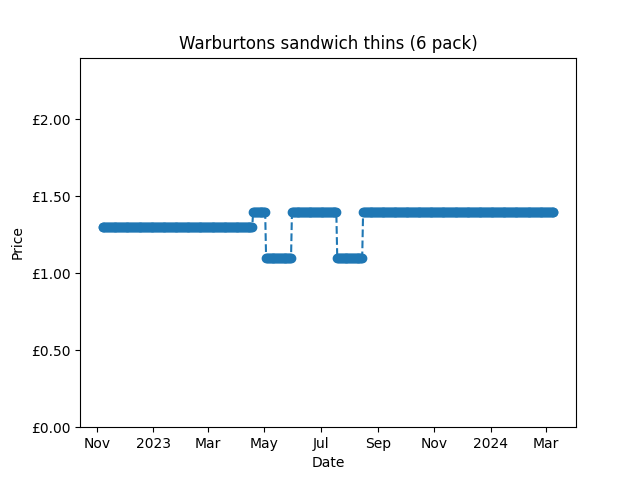 Warburtons sandwich thins (6 pack)
£2.00
£1.50
£1.00
£0.50
£0.00
Price
Nov 2023 Mar May Jul Sep Nov 2024 Mar
Date